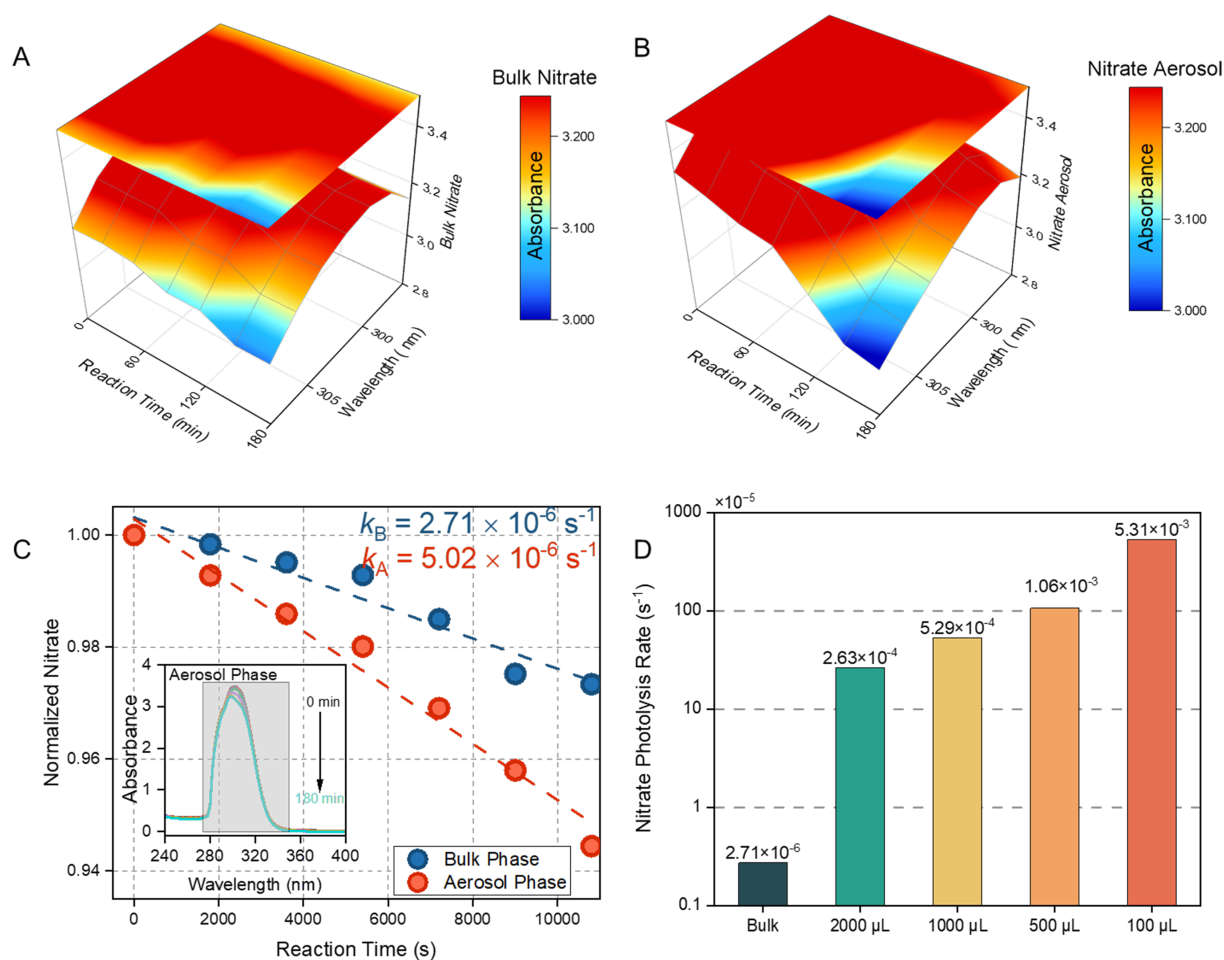 A
Bulk Nitrate
3.200
3.100
3.000
Absorbance
3.4
3.2
3.0
2.8
Bulk Nitrate
0
60
120
180
Reaction Time (min)
300
305
Wavelength ( nm)
B
Nitrate Aerosol
3.200
3.100
3.000
Absorbance
3.4
3.2
3.0
2.8
Nitrate Aerosol
0
60
120
180
Reaction Time (min)
300
305
Wavelength ( nm)
C
kB = 2.71 × 10-6 s-1
kA = 5.02 × 10-6 s-1
1.00
0.98
0.96
0.94
Normalized Nitrate
Aerosol Phase
4
3
2
1
0
Absorbance
0 min
180 min
240 280 320 360 400
Wavelength (nm)
Bulk Phase
Aerosol Phase
0 2000 4000 6000 8000 10000
Reaction Time (s)
D
×10-5
1000
100
10
1
0.1
Nitrate Photolysis Rate (s-1)
2.71×10-6
2.63×10-4
5.29×10-4
1.06×10-3
5.31×10-3
Bulk 2000 μL 1000 μL 500 μL 100 μL